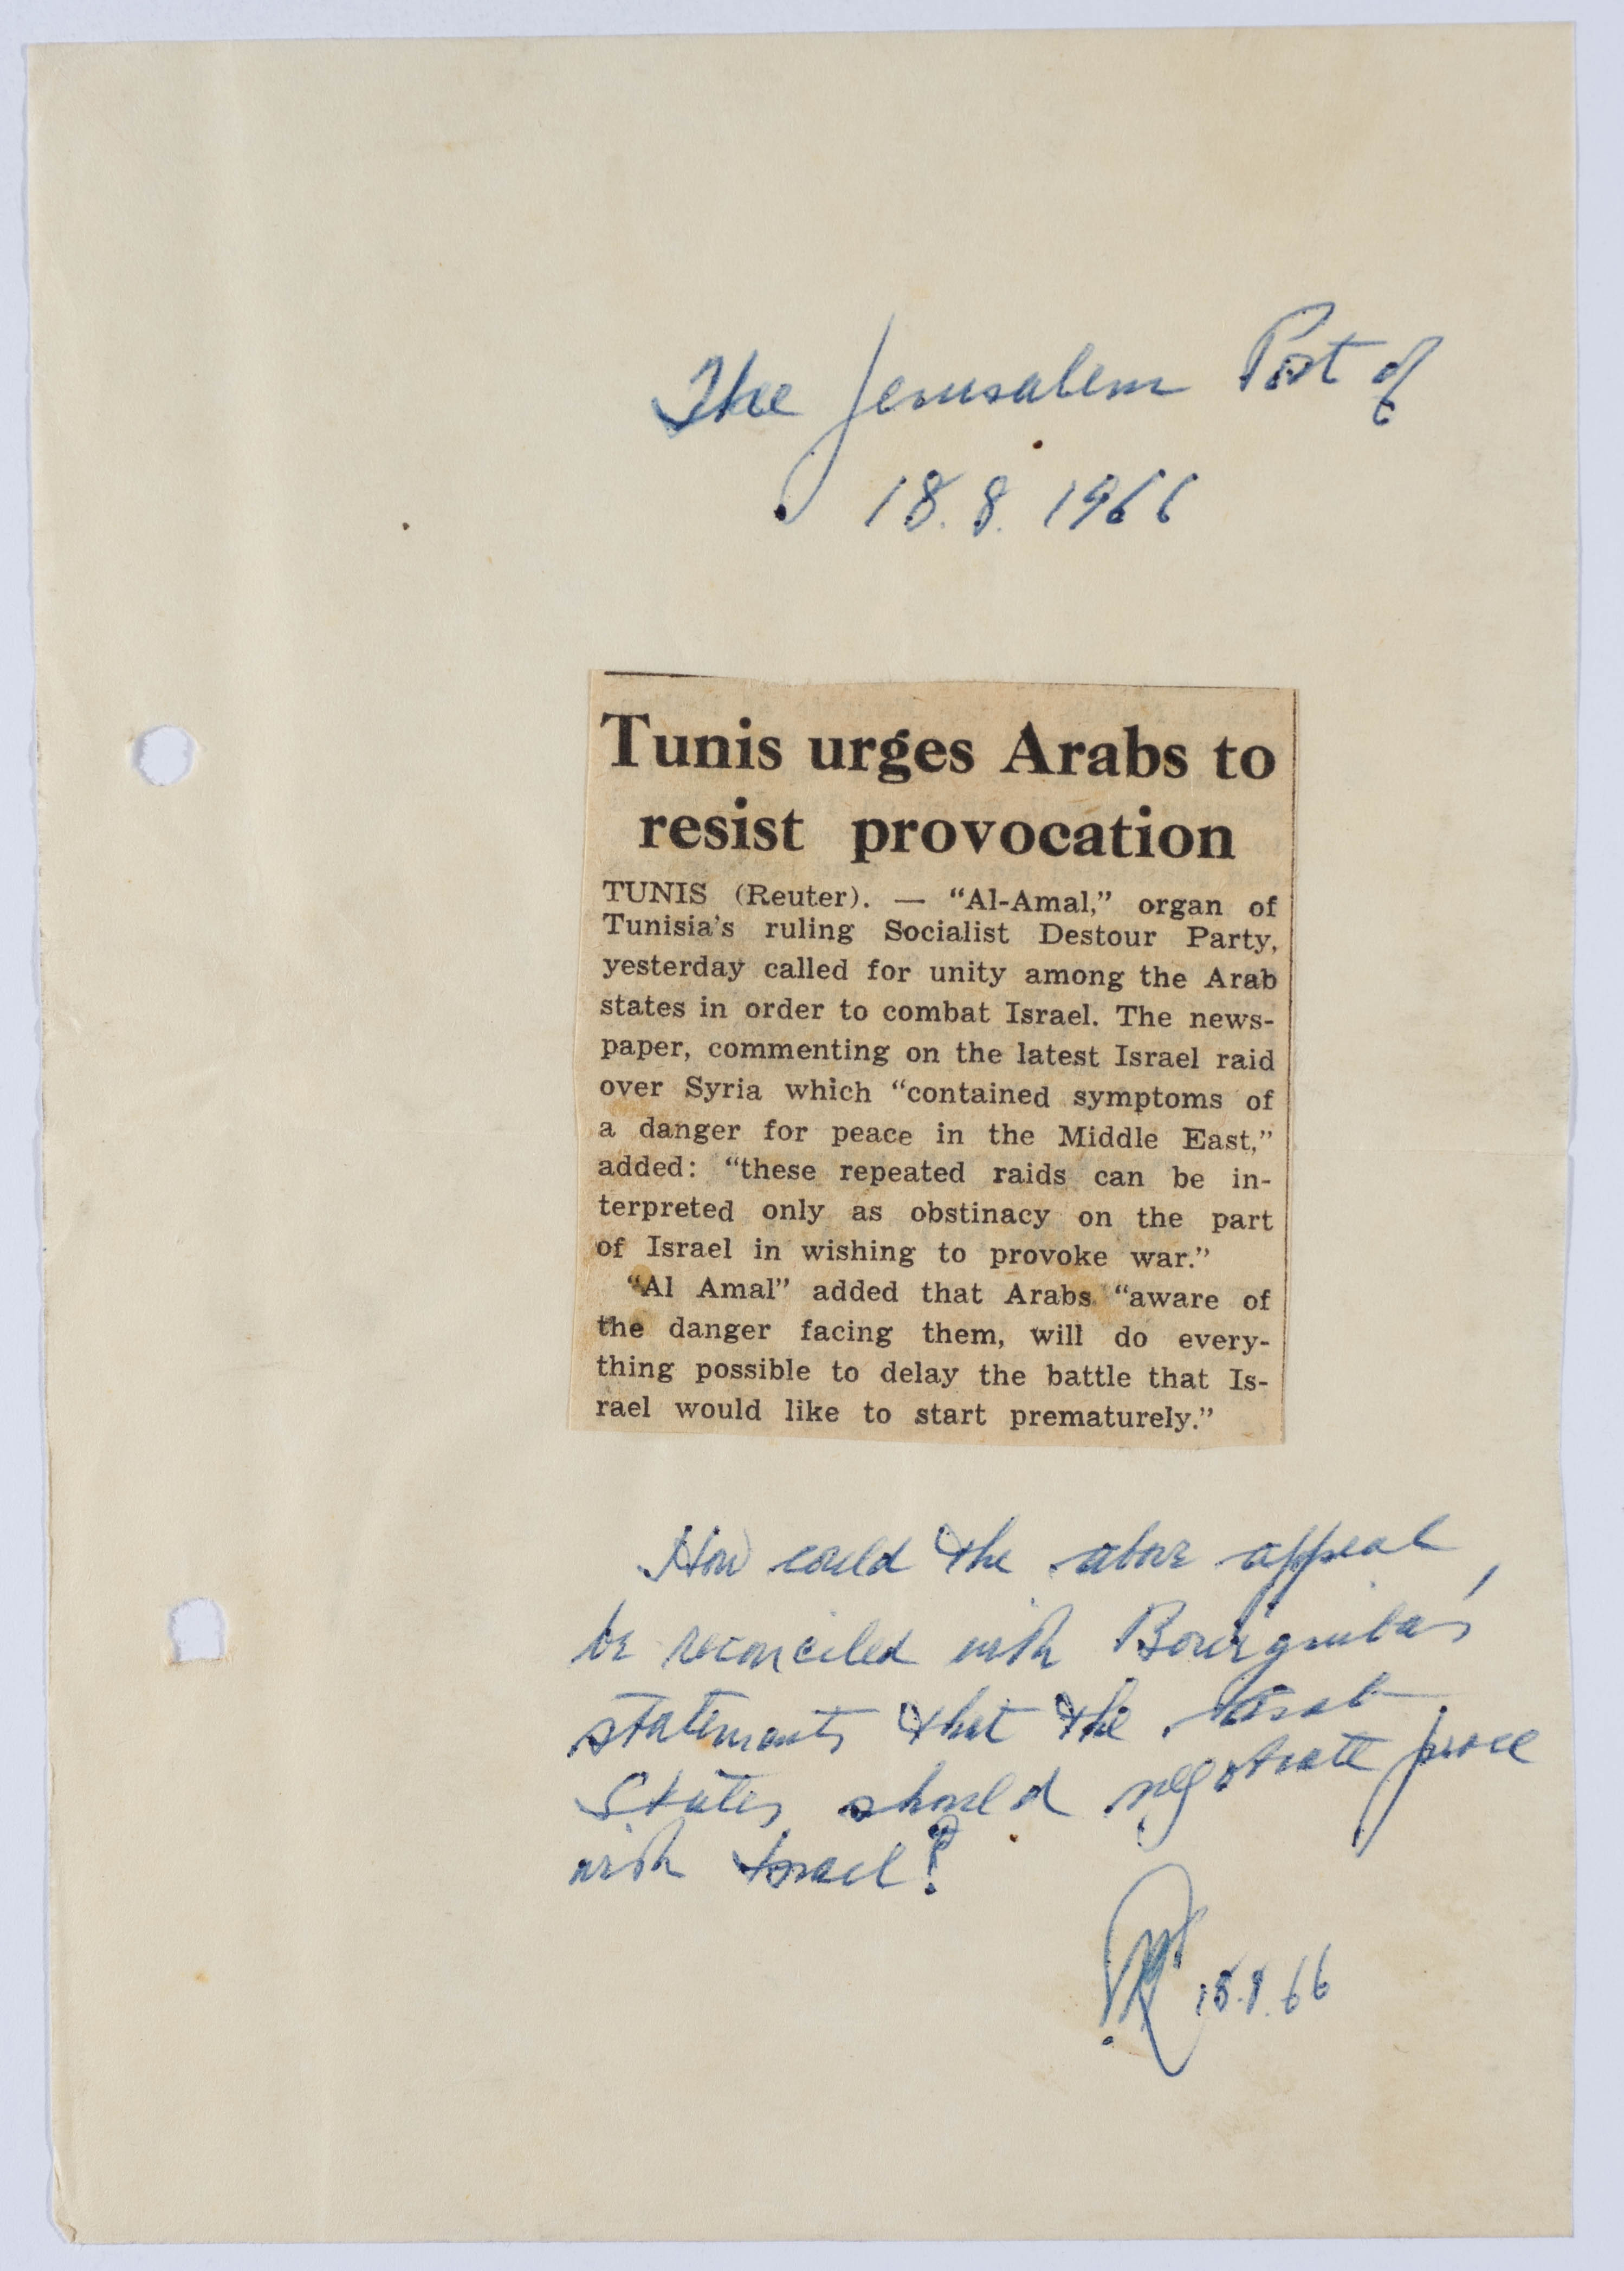 The Jerusalem Post of
18.8.1966
Tunis urges Arabs to
resist provocation
TUNIS (Reuter). — "Al-Amal," organ of
Tunisia's ruling Socialist Destour Party,
yesterday called for unity among the Arab
states in order to combat Israel. The news-
paper, commenting on the latest Israel raid
over Syria which "contained symptoms of
a danger for peace in the Middle East,"
added: "these repeated raids can be in-
terpreted only as obstinacy on the part
of Israel in wishing to provoke war."
"Al Amal" added that Arabs "aware of
the danger facing them, will do every-
thing possible to delay the battle that Is-
rael would like to start prematurely."
How could the above appeal
be reconciled with Bourguiba's
statements that the Arab
States should negotiate peace
with Israel?
18.8.66